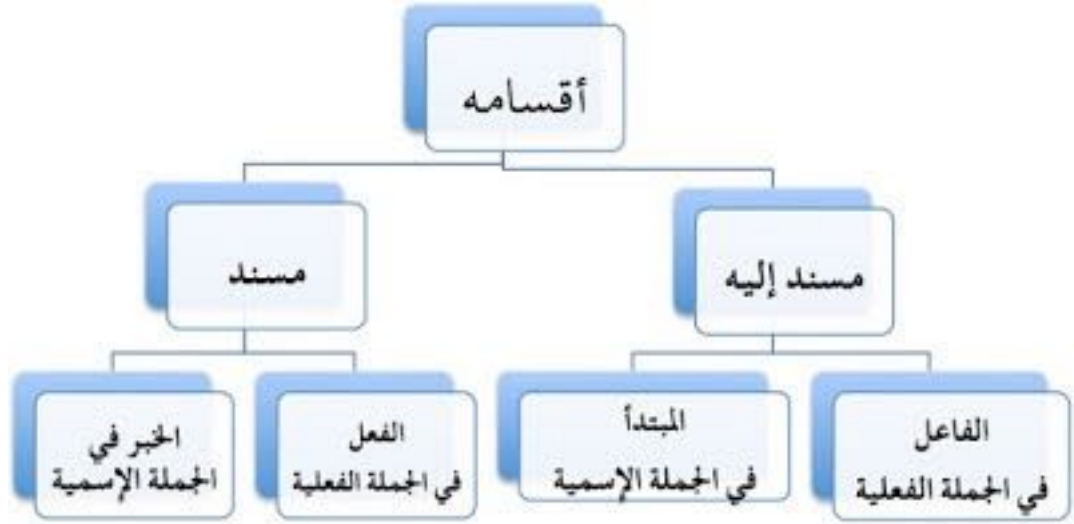 أقسامه
مسند إليه
مسند
الفاعل
في الجملة الفعلية
المبتدأ
في الجملة الإسمية
الفعل
في الجملة الفعلية
الخبر في
الجملة الإسمية